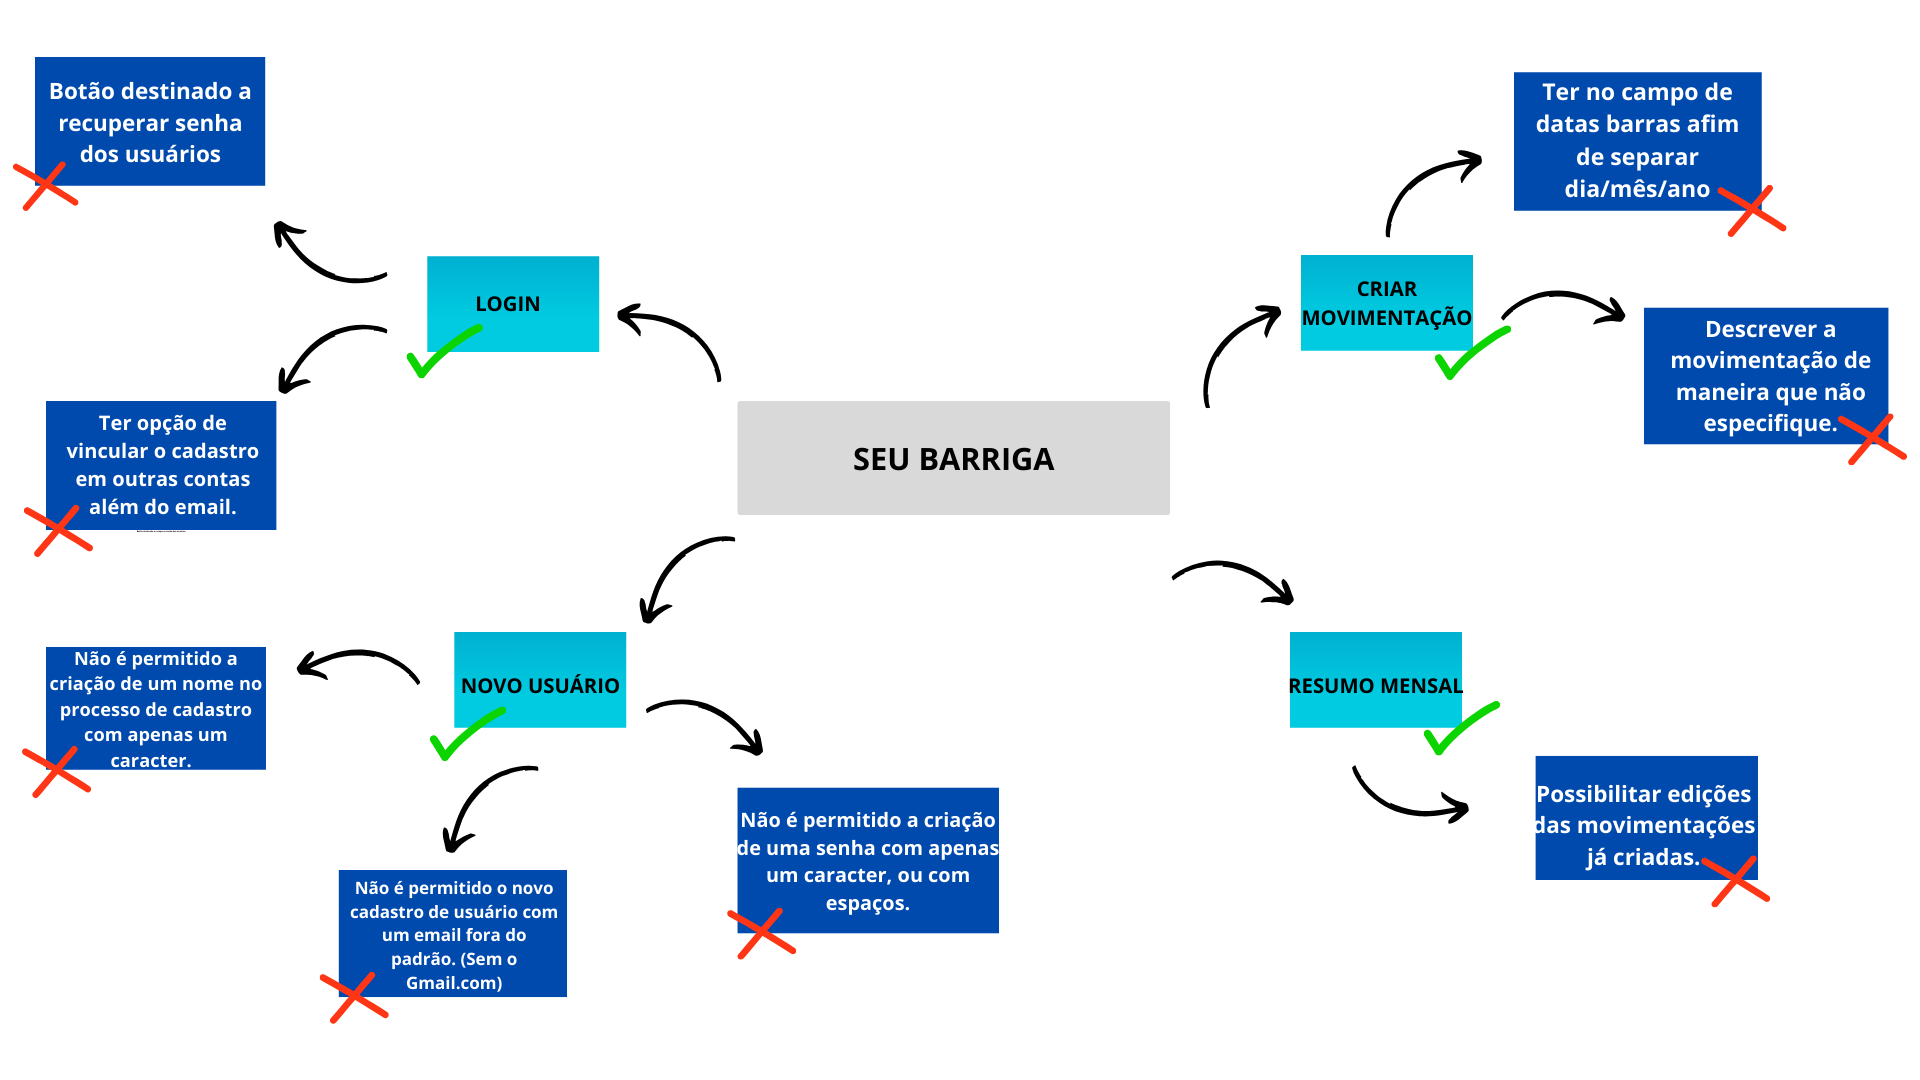 Botão destinado a
recuperar senha
dos usuários
Ter no campo de
datas barras afim
de separar
dia/mês/ano
LOGIN
CRIAR
MOVIMENTAÇÃO
Descrever a
movimentação de
maneira que não
especifique.
Ter opção de
vincular o cadastro
em outras contas
além do email.
SEU BARRIGA
Não é permitido a
criação de um nome no
processo de cadastro
com apenas um
caracter.
NOVO USUÁRIO
RESUMO MENSAL
Possibilitar edições
das movimentações
já criadas.
Não é permitido a criação
de uma senha com apenas
um caracter, ou com
espaços.
Não é permitido o novo
cadastro de usuário com
um email fora do
padrão. (Sem o
Gmail.com)